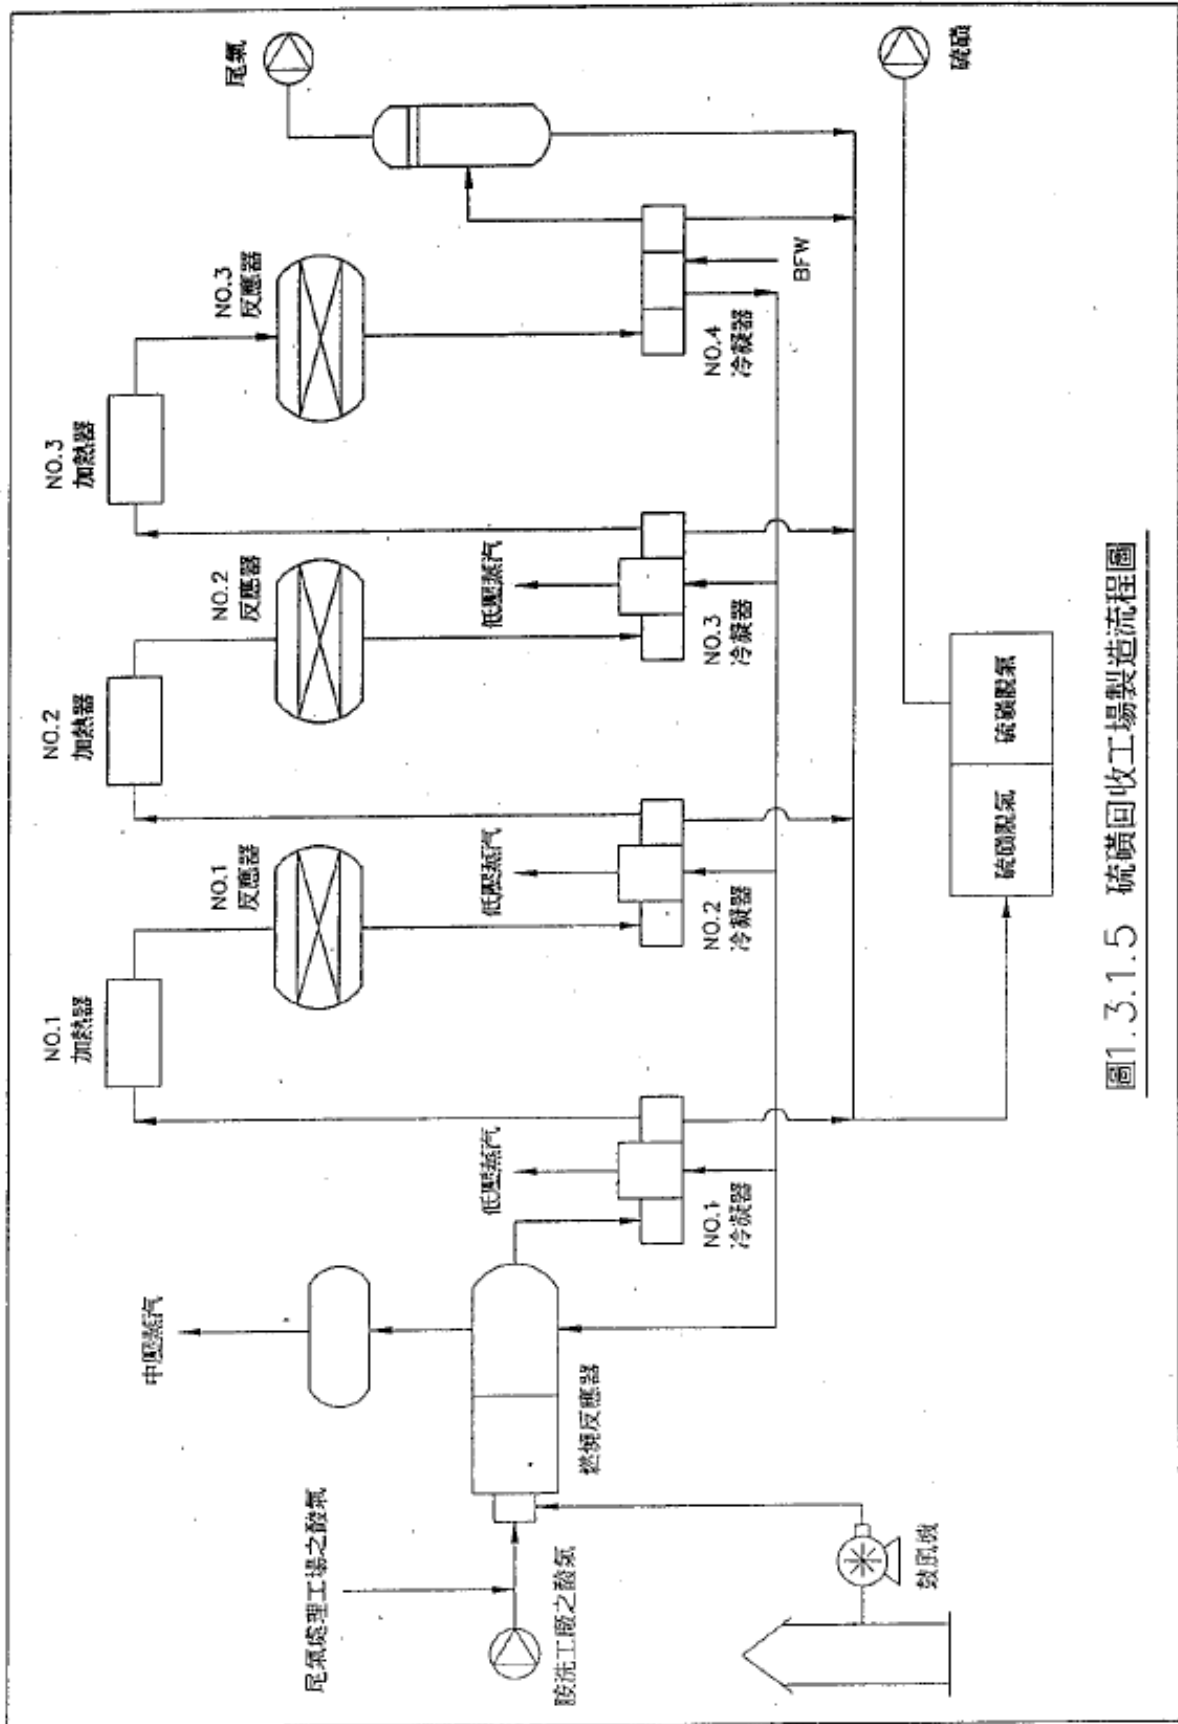 中壓蒸汽
尾氣處理工場之酸氣
胺洗工廠之酸氣
燃燒反應器
鼓風機
NO.1
加熱器
NO.1
反應器
低壓蒸汽
NO.1
冷凝器
NO.2
加熱器
NO.2
反應器
低壓蒸汽
NO.2
冷凝器
NO.3
加熱器
NO.3
反應器
低壓蒸汽
NO.3
冷凝器
NO.4
冷凝器
BFW
尾氣
硫磺
硫磺脫氣
硫磺脫氣
圖1.3.1.5 硫磺回收工場製造流程圖